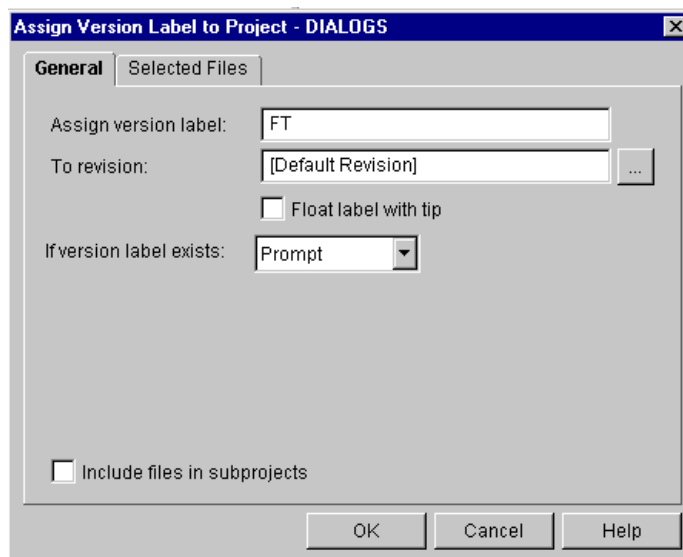 Assign Version Label to Project - DIALOGS
General Selected Files
Assign version label: FT
To revision: [Default Revision] ...
Float label with tip
If version label exists: Prompt
Include files in subprojects
OK Cancel Help